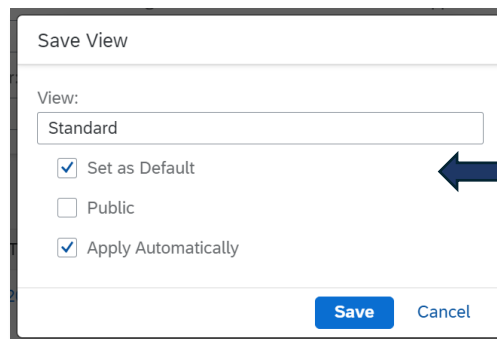 Save View
View:
Standard
Set as Default
Public
Apply Automatically
Save Cancel